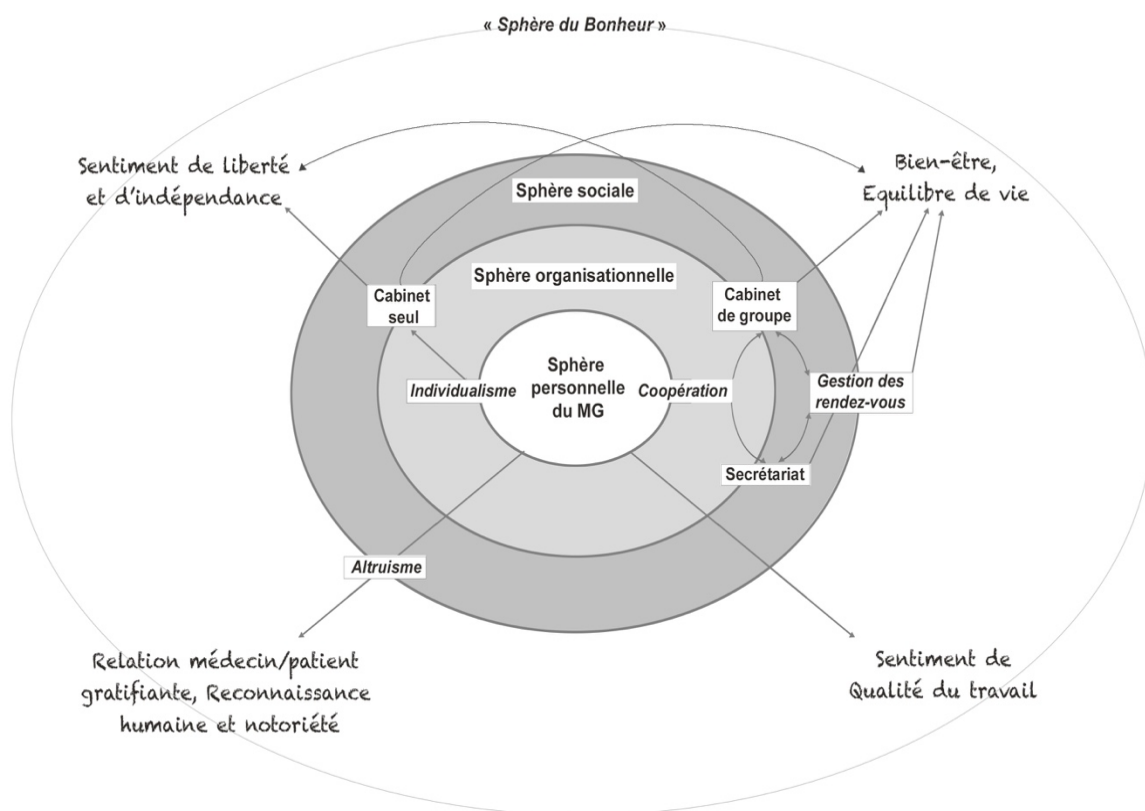 « Sphère du Bonheur »
Sentiment de liberté
et d'indépendance
Bien-être,
Equilibre de vie
Sphère sociale
Sphère organisationnelle
Cabinet
seul
Cabinet
de groupe
Sphère
personnelle
du MG
Individualisme
Coopération
Gestion des
rendez-vous
Secrétariat
Altruisme
Relation médecin/patient
gratifiante, Reconnaissance
humaine et notoriété
Sentiment de
Qualité du travail